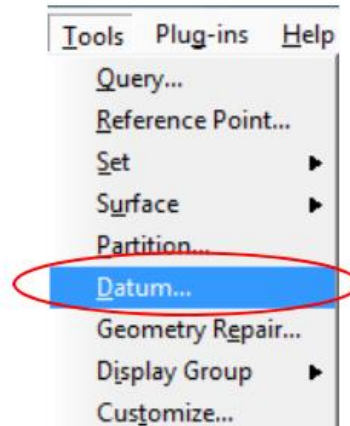 Tools Plug-ins Help
Query...
Reference Point...
Set
Surface
Partition...
Datum...
Geometry Repair...
Display Group
Customize...